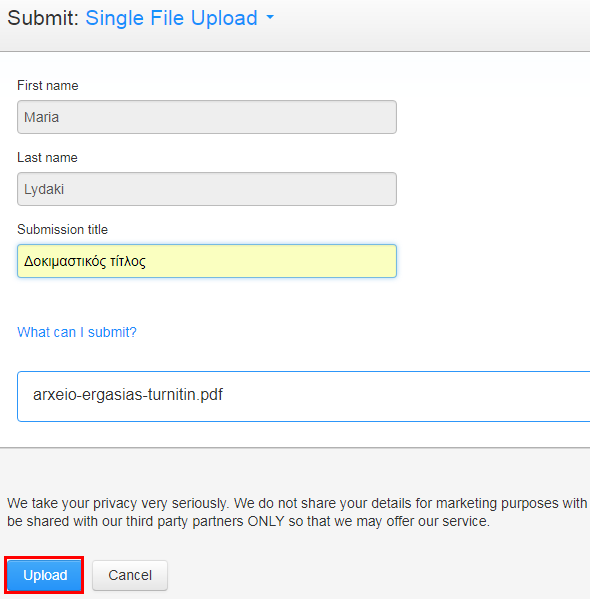 Submit: Single File Upload
First name
Maria
Last name
Lydaki
Submission title
Δοκιμαστικός τίτλος
What can I submit?
arxeio-ergasias-turnitin.pdf
We take your privacy very seriously. We do not share your details for marketing purposes with
be shared with our third party partners ONLY so that we may offer our service.
Upload Cancel